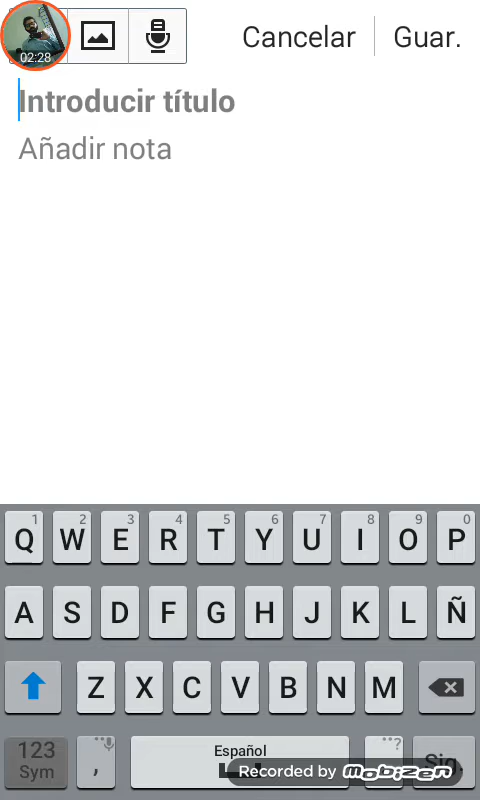 02:28
Cancelar
Guar.
Introducir título
Añadir nota
1 2 3 4 5 6 7 8 9 0
Q W E R T Y U I O P
A S D F G H J K L Ñ
Z X C V B N M
123
Sym
,
Español
?
Sig.
Recorded by Mobizen